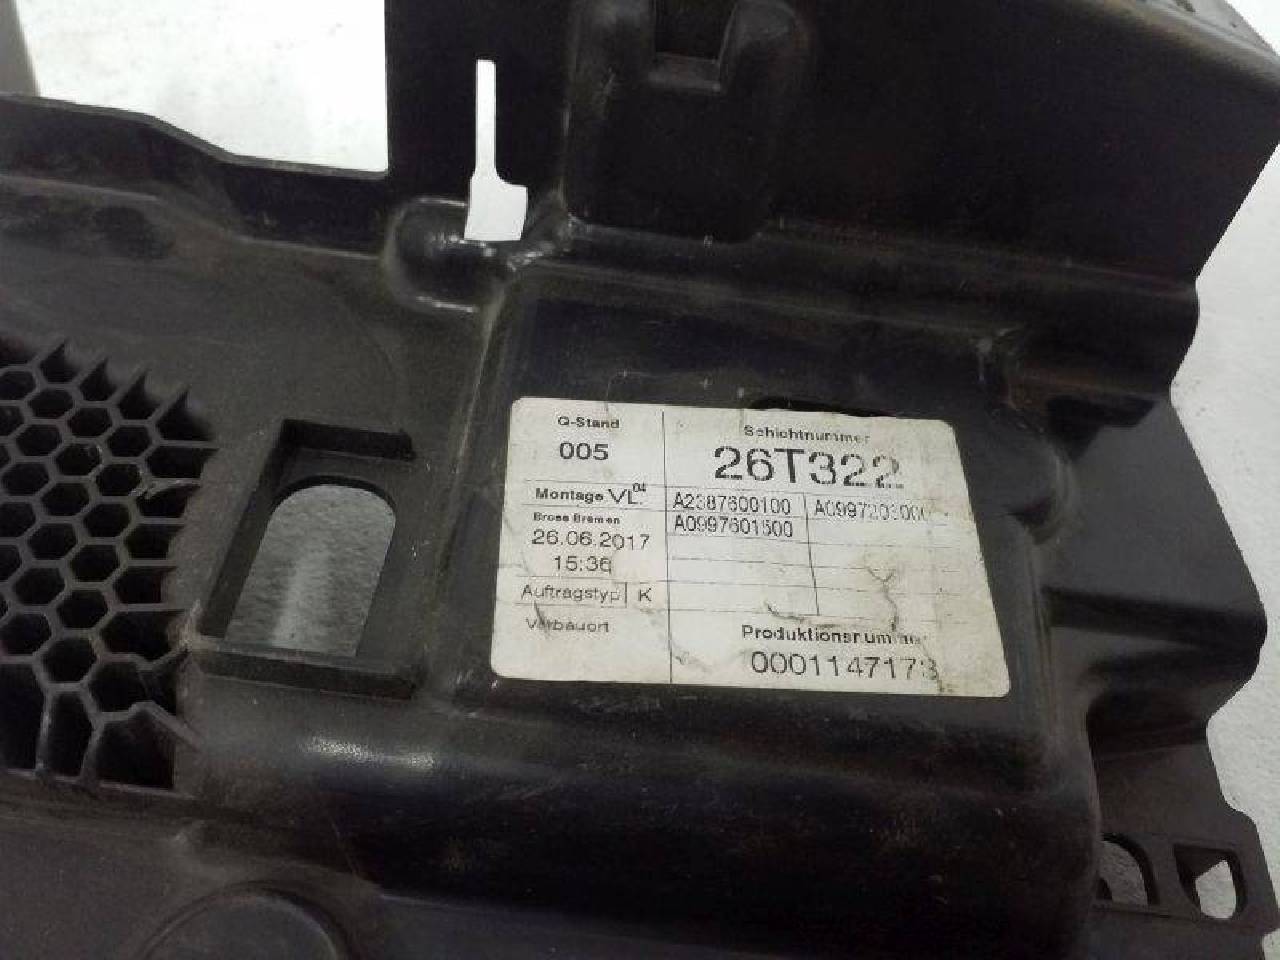 Q-Stand
005
Schichtnummer
26T322
Montage VL.04
A2387600100
A0997601500
Brose Bremen
26.06.2017
15:36
Auftragstyp K
Verbauort
Produktionsnummer
0001147173